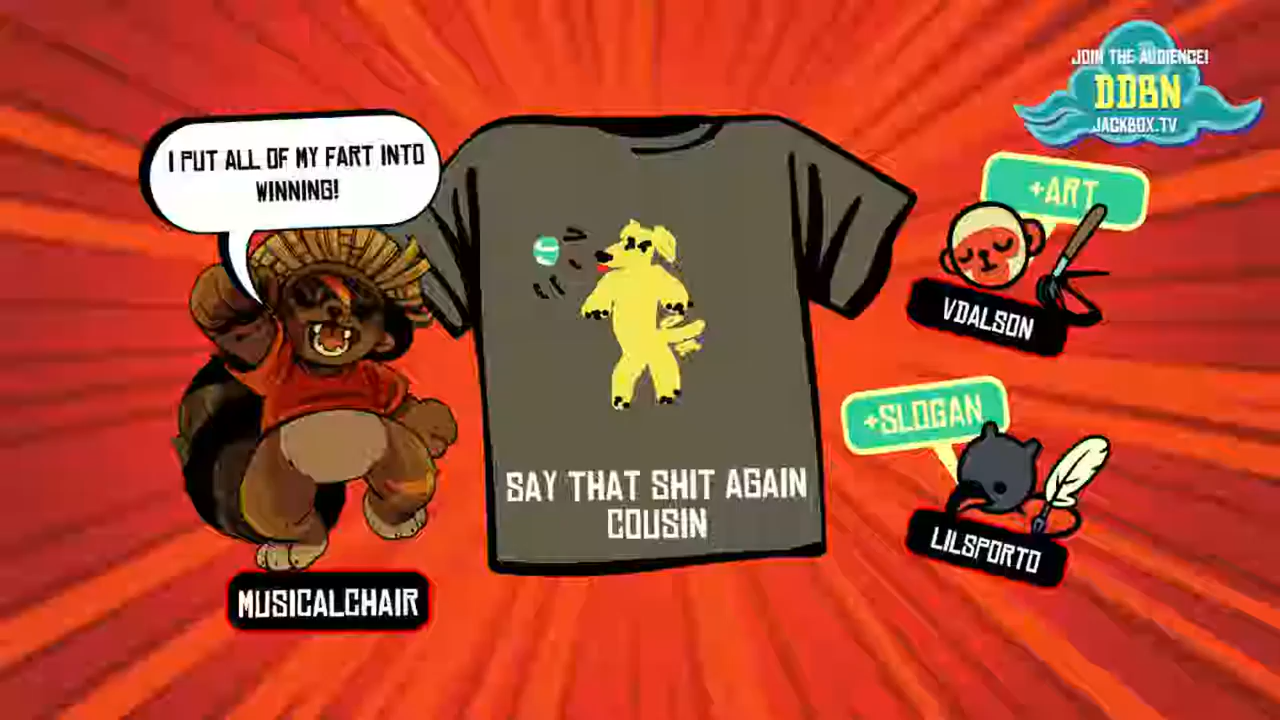 JOIN THE AUDIENCE!
DDBN
JACKBOX.TV
I PUT ALL OF MY FART INTO
WINNING!
+ART
VDALSON
+SLOGAN
LILSPORTO
SAY THAT SHIT AGAIN
COUSIN
MUSICALCHAIR